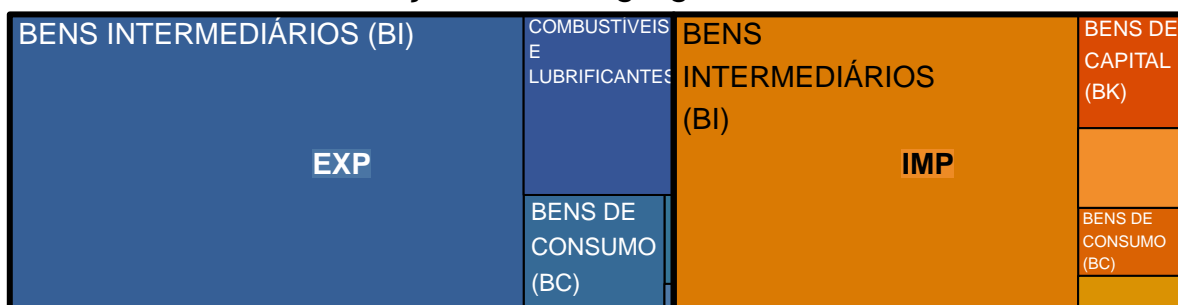 BENS INTERMEDIÁRIOS (BI)
EXP
COMBUSTÍVEIS
E
LUBRIFICANTES
BENS DE
CONSUMO
(BC)
BENS
INTERMEDIÁRIOS
(BI)
IMP
BENS DE
CAPITAL
(BK)
BENS DE
CONSUMO
(BC)